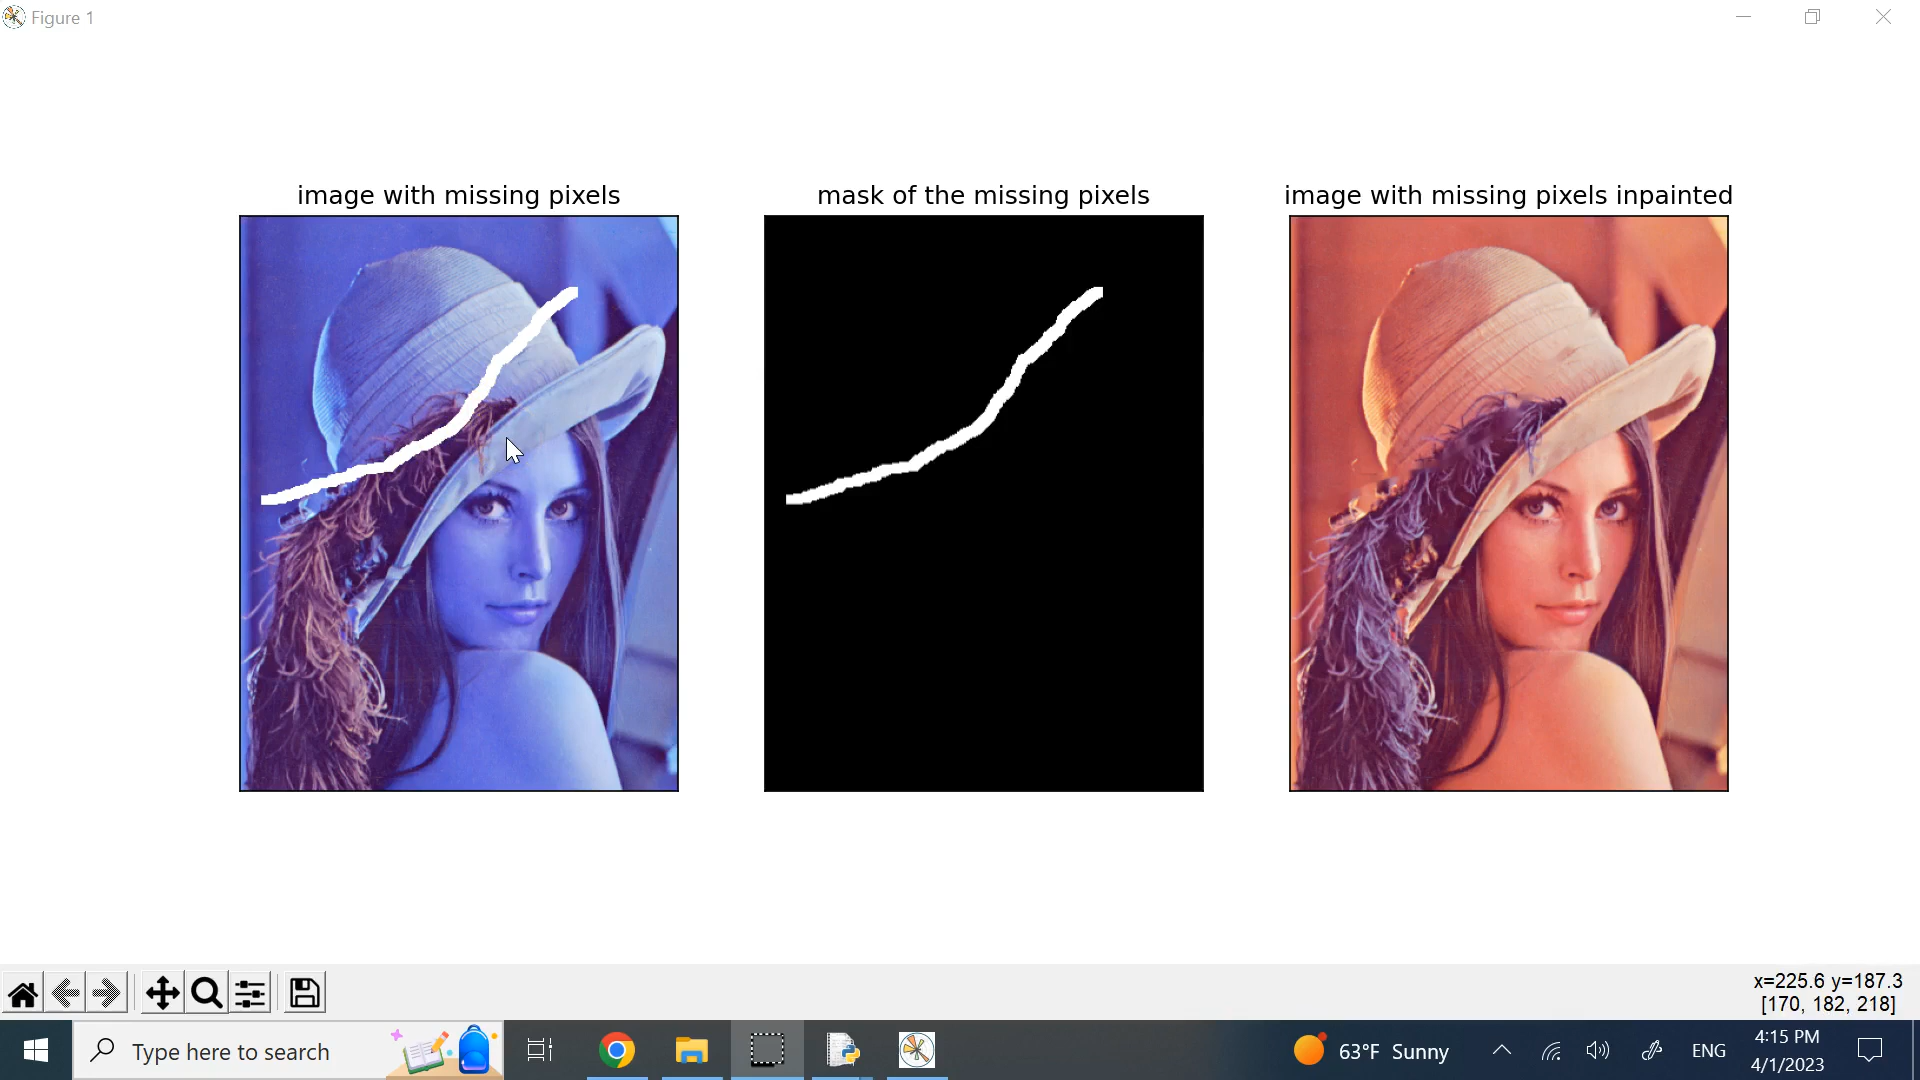 Figure 1
image with missing pixels
mask of the missing pixels
image with missing pixels inpainted
x=225.6 y=187.3
[170, 182, 218]
Type here to search
63°F Sunny
ENG
4:15 PM
4/1/2023